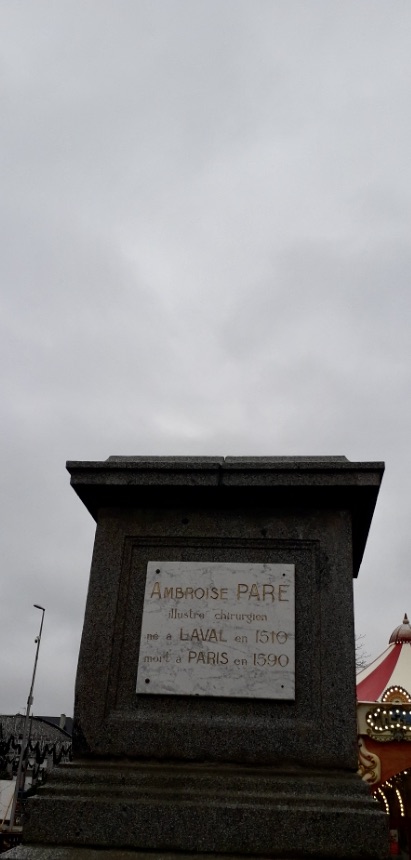 AMBROISE PARÉ
illustre chirurgien
né à LAVAL en 1510
mort à PARIS en 1590